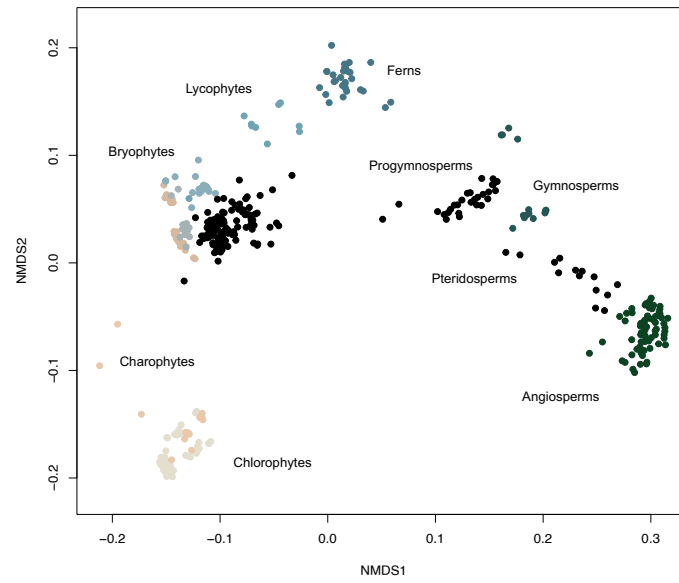 Ferns
Lycophytes
Bryophytes
Progymnosperms
Gymnosperms
Pteridosperms
Charophytes
Angiosperms
Chlorophytes
NMDS2
0.2
0.1
0.0
−0.1
−0.2
−0.2
−0.1
0.0
0.1
0.2
0.3
NMDS1